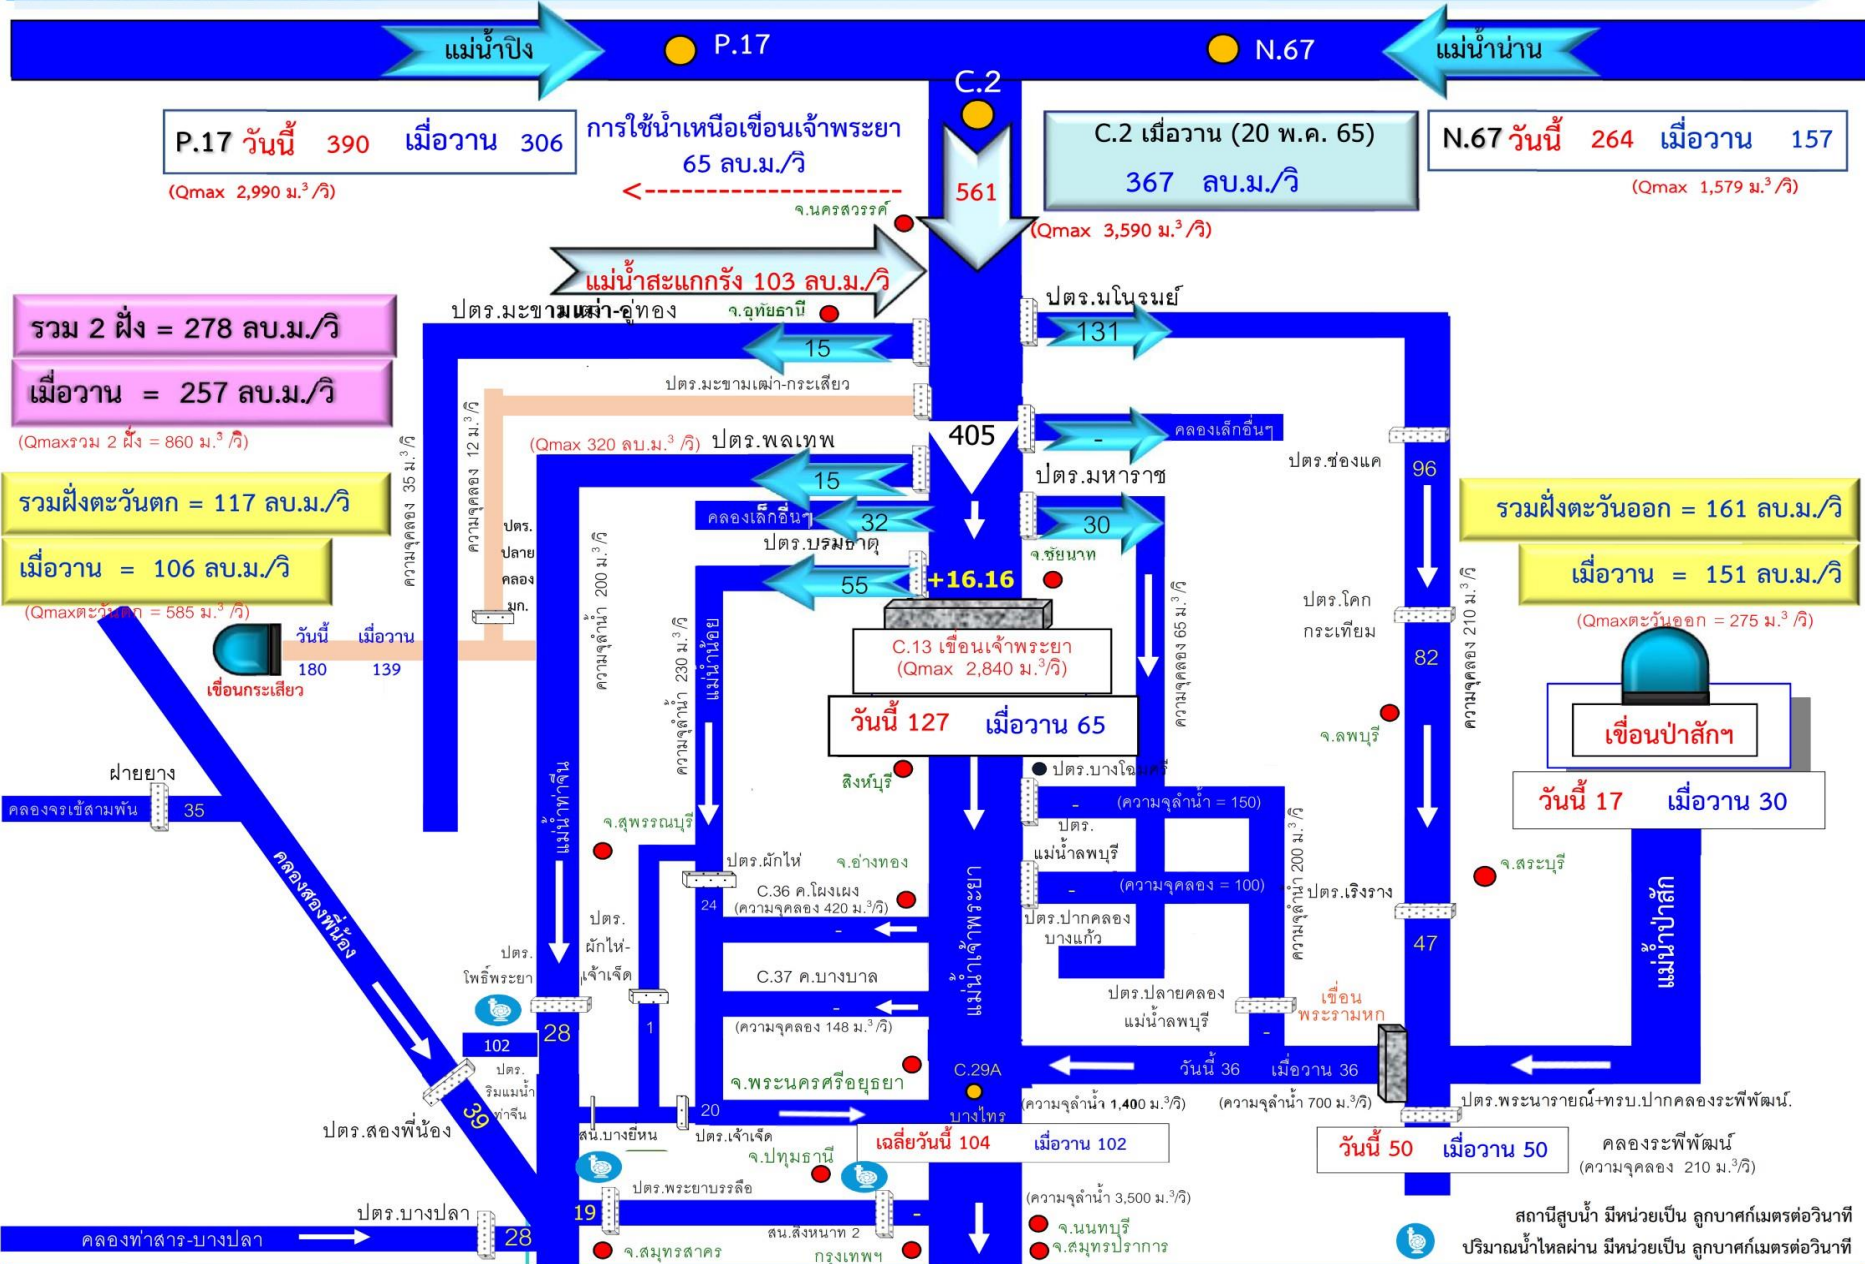 แม่น้ำปิง
P.17
N.67
แม่น้ำน่าน
C.2
P.17 วันนี้ 390 เมื่อวาน 306
(Qmax 2,990 ม.³/วิ)
การใช้น้ำเหนือเขื่อนเจ้าพระยา
65 ลบ.ม./วิ
561
C.2 เมื่อวาน (20 พ.ค. 65)
367 ลบ.ม./วิ
(Qmax 3,590 ม.³/วิ)
N.67 วันนี้ 264 เมื่อวาน 157
(Qmax 1,579 ม.³/วิ)
จ.นครสวรรค์
แม่น้ำสะแกกรัง 103 ลบ.ม./วิ
รวม 2 ฝั่ง = 278 ลบ.ม./วิ
เมื่อวาน = 257 ลบ.ม./วิ
(Qmaxรวม 2 ฝั่ง = 860 ม.³/วิ)
รวมฝั่งตะวันตก = 117 ลบ.ม./วิ
เมื่อวาน = 106 ลบ.ม./วิ
(Qmaxตะวันตก = 585 ม.³/วิ)
ปตร.มะขามเฒ่า-อู่ทอง
จ.อุทัยธานี
15
ปตร.มโนรมย์
131
ปตร.มะขามเฒ่า-กระเสียว
ความจุคลอง 35 ม.³/วิ
ความจุคลอง 12 ม.³/วิ
(Qmax 320 ลบ.ม.³/วิ) ปตร.พลเทพ
405
-
คลองเล็กอื่นๆ
ปตร.ช่องแค
96
15
ปตร.มหาราช
คลองเล็กอื่นๆ
32
30
ปตร.บรมธาตุ
จ.ชัยนาท
55
+16.16
ปตร.
ปลาย
คลอง
มก.
ความจุลำน้ำ 200 ม.³/วิ
ความจุลำน้ำ 230 ม.³/วิ
แม่น้ำน้อย
C.13 เขื่อนเจ้าพระยา
(Qmax 2,840 ม.³/วิ)
วันนี้ 127 เมื่อวาน 65
ความจุคลอง 65 ม.³/วิ
ปตร.โคก
กระเทียม
82
ความจุคลอง 210 ม.³/วิ
รวมฝั่งตะวันออก = 161 ลบ.ม./วิ
เมื่อวาน = 151 ลบ.ม./วิ
(Qmaxตะวันออก = 275 ม.³/วิ)
วันนี้ เมื่อวาน
180 139
เขื่อนกระเสียว
จ.ลพบุรี
เขื่อนป่าสักฯ
วันนี้ 17 เมื่อวาน 30
ฝายยาง
คลองจรเข้สามพัน
35
คลองสองพี่น้อง
แม่น้ำท่าจีน
สิงห์บุรี
ปตร.บางโฉมศรี
-
(ความจุลำน้ำ = 150)
ปตร.
แม่น้ำลพบุรี
-
(ความจุคลอง = 100)
ปตร.ปากคลอง
บางแก้ว
ความจุลำน้ำ 200 ม.³/วิ
จ.สุพรรณบุรี
ปตร.ผักไห่
จ.อ่างทอง
24
C.36 ค.โผงเผง
(ความจุคลอง 420 ม.³/วิ)
-
แม่น้ำเจ้าพระยา
ปตร.เริงราง
จ.สระบุรี
47
แม่น้ำป่าสัก
ปตร.
ผักไห่-
เจ้าเจ็ด
ปตร.
โพธิ์พระยา
C.37 ค.บางบาล
-
(ความจุคลอง 148 ม.³/วิ)
ปตร.ปลายคลอง
แม่น้ำลพบุรี
-
เขื่อน
พระรามหก
28
102
1
ปตร.
ริมแม่น้ำ
ท่าจีน
39
ปตร.สองพี่น้อง
จ.พระนครศรีอยุธยา
C.29A
บางไทร
วันนี้ 36 เมื่อวาน 36
(ความจุลำน้ำ 1,400 ม.³/วิ)
(ความจุลำน้ำ 700 ม.³/วิ)
20
สน.บางยี่หน
ปตร.เจ้าเจ็ด
เฉลี่ยวันนี้ 104 เมื่อวาน 102
ปตร.พระนารายณ์+ทรบ.ปากคลองระพีพัฒน์.
วันนี้ 50 เมื่อวาน 50
คลองระพีพัฒน์
(ความจุคลอง 210 ม.³/วิ)
จ.ปทุมธานี
ปตร.พระยาบรรลือ
19
-
สน.สิงหนาท 2
(ความจุลำน้ำ 3,500 ม.³/วิ)
ปตร.บางปลา
คลองท่าสาร-บางปลา
28
จ.สมุทรสาคร
กรุงเทพฯ
จ.นนทบุรี
จ.สมุทรปราการ
สถานีสูบน้ำ มีหน่วยเป็น ลูกบาศก์เมตรต่อวินาที
ปริมาณน้ำไหลผ่าน มีหน่วยเป็น ลูกบาศก์เมตรต่อวินาที